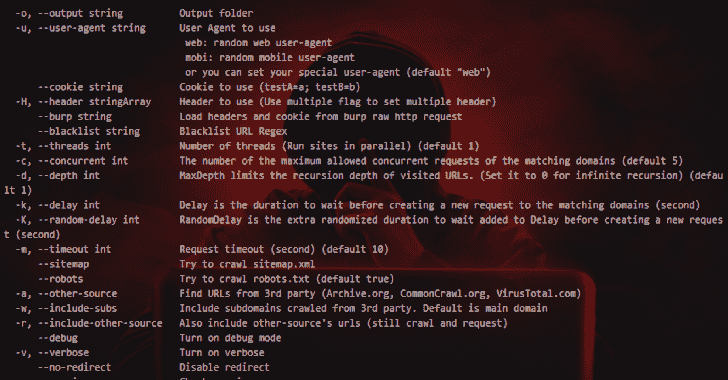 -o, --output string Output folder
-u, --user-agent string User Agent to use
web: random web user-agent
mobi: random mobile user-agent
or you can set your special user-agent (default "web")
--cookie string Cookie to use (testA=a; testB=b)
-H, --header stringArray Header to use (Use multiple flag to set multiple header)
--burp string Load headers and cookie from burp raw http request
--blacklist string Blacklist URL Regex
-t, --threads int Number of threads (Run sites in parallel) (default 1)
-c, --concurrent int The number of the maximum allowed concurrent requests of the matching domains (default 5)
-d, --depth int MaxDepth limits the recursion depth of visited URLs. (Set it to 0 for infinite recursion) (defau
lt 1)
-k, --delay int Delay is the duration to wait before creating a new request to the matching domains (second)
-K, --random-delay int RandomDelay is the extra randomized duration to wait added to Delay before creating a new reques
t (second)
-m, --timeout int Request timeout (second) (default 10)
--sitemap Try to crawl sitemap.xml
--robots Try to crawl robots.txt (default true)
-a, --other-source Find URLs from 3rd party (Archive.org, CommonCrawl.org, VirusTotal.com)
-w, --include-subs Include subdomains crawled from 3rd party. Default is main domain
-r, --include-other-source Also include other-source's urls (still crawl and request)
--debug Turn on debug mode
-v, --verbose Turn on verbose
--no-redirect Disable redirect